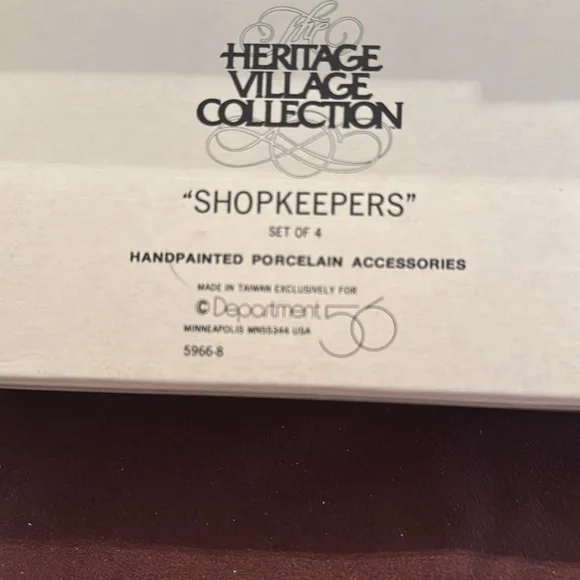 The
HERITAGE
VILLAGE
COLLECTION
“SHOPKEEPERS”
SET OF 4
HANDPAINTED PORCELAIN ACCESSORIES
MADE IN TAIWAN EXCLUSIVELY FOR
© Department 56
MINNEAPOLIS MN55344 USA
5966-8